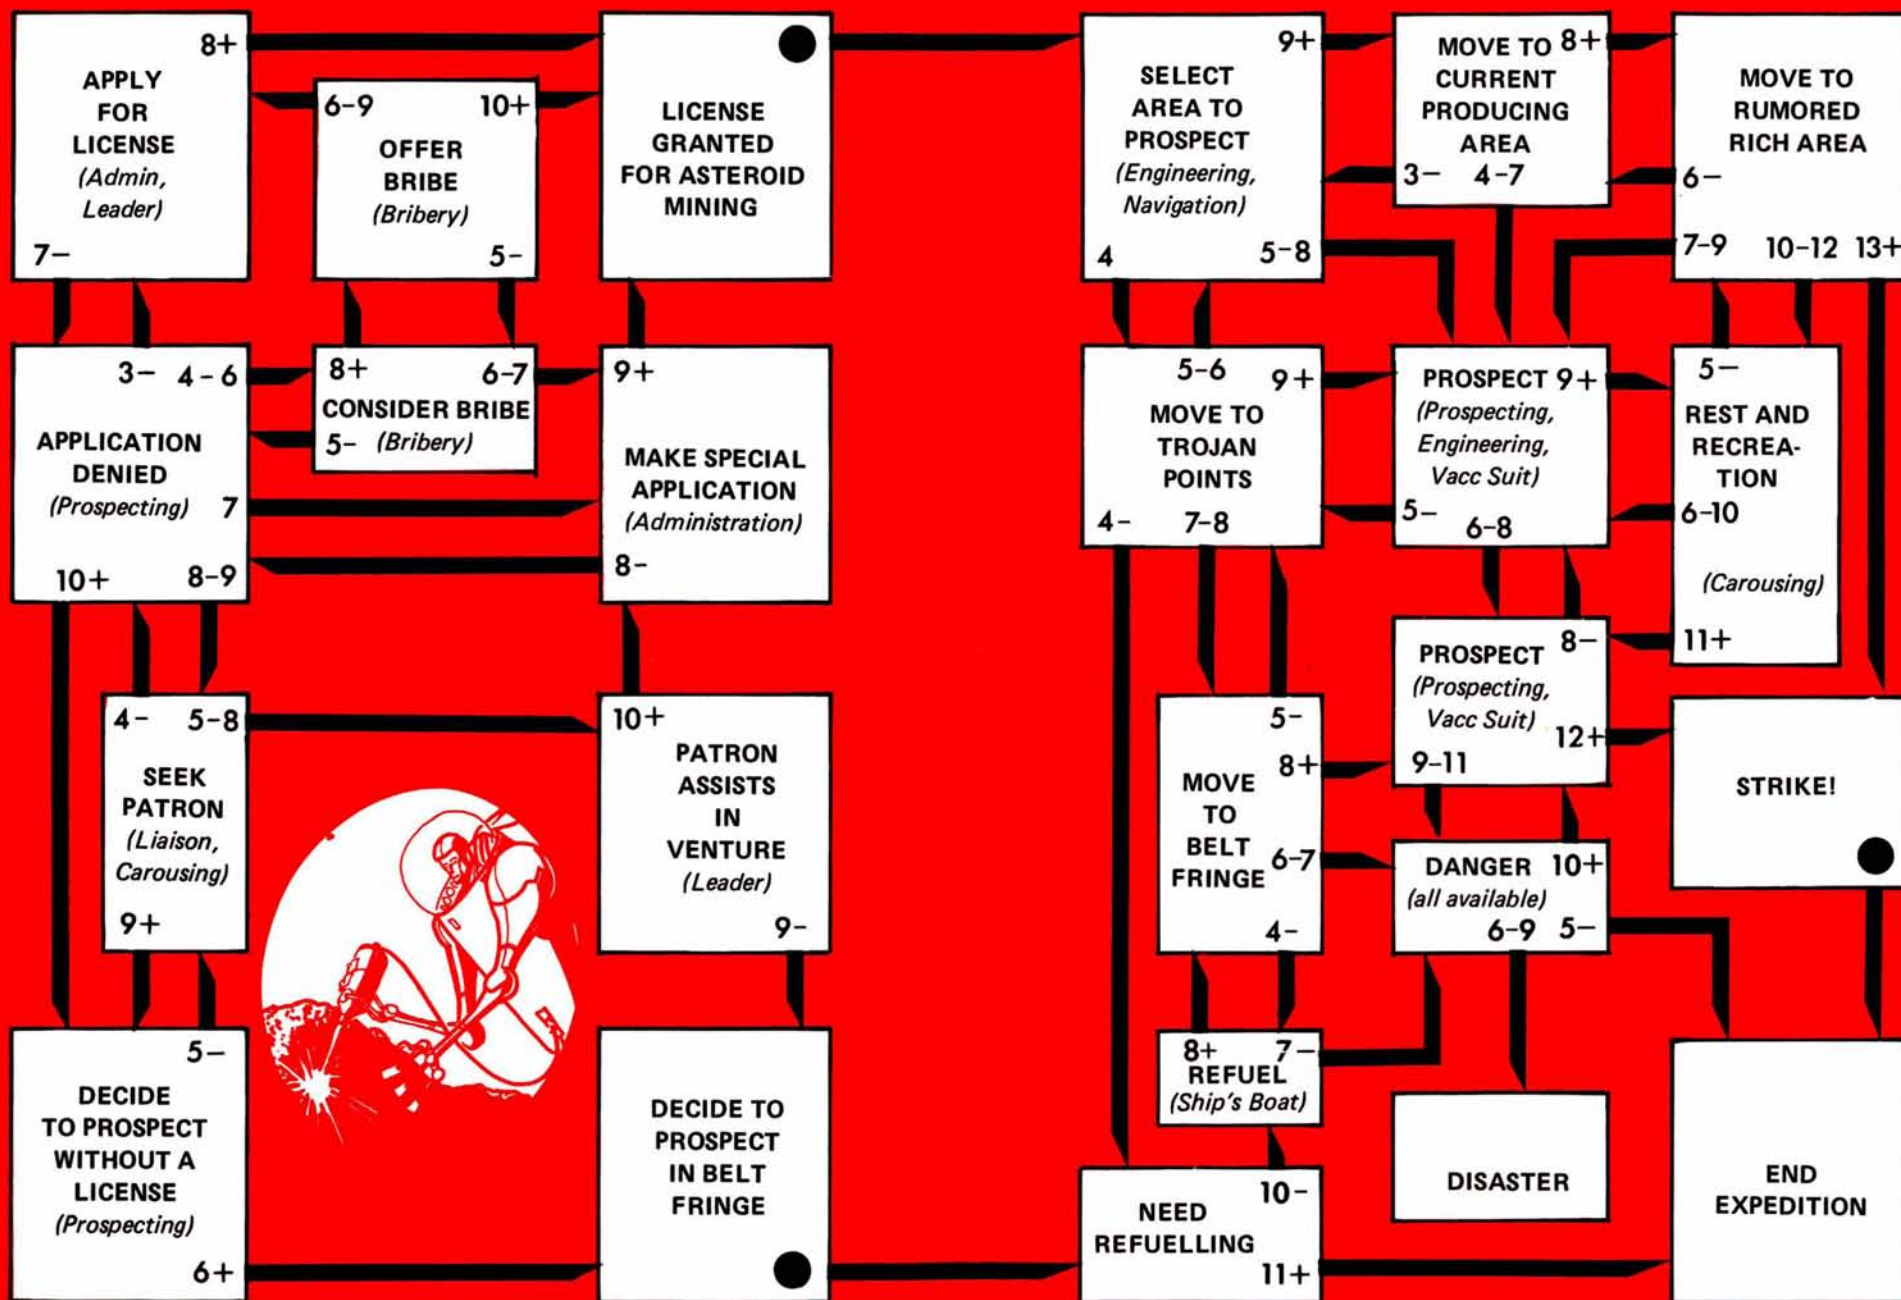 8+
APPLY
FOR
LICENSE
(Admin,
Leader)
7−
6-9 10+
OFFER
BRIBE
(Bribery)
5-
LICENSE
GRANTED
FOR ASTEROID
MINING
3− 4-6
APPLICATION
DENIED
(Prospecting) 7
10+ 8-9
8+ 6-7
CONSIDER BRIBE
5- (Bribery)
9+
MAKE SPECIAL
APPLICATION
(Administration)
8-
4- 5-8
SEEK
PATRON
(Liaison,
Carousing)
9+
10+
PATRON
ASSISTS
IN
VENTURE
(Leader)
9-
5−
DECIDE
TO PROSPECT
WITHOUT A
LICENSE
(Prospecting)
6+
DECIDE TO
PROSPECT
IN BELT
FRINGE
9+
SELECT
AREA TO
PROSPECT
(Engineering,
Navigation)
4 5-8
MOVE TO 8+
CURRENT
PRODUCING
AREA
3− 4-7
MOVE TO
RUMORED
RICH AREA
6−
7-9 10-12 13+
5-6 9+
MOVE TO
TROJAN
POINTS
4- 7-8
PROSPECT 9+
(Prospecting,
Engineering,
Vacc Suit)
5- 6-8
5−
REST AND
RECREA-
TION
6-10
(Carousing)
11+
8−
PROSPECT
(Prospecting,
Vacc Suit)
12+
9-11
5-
8+
MOVE
TO
BELT
FRINGE 6-7
4-
STRIKE!
DANGER 10+
(all available)
6-9 5−
8+ 7−
REFUEL
(Ship's Boat)
10-
NEED
REFUELLING
11+
DISASTER
END
EXPEDITION